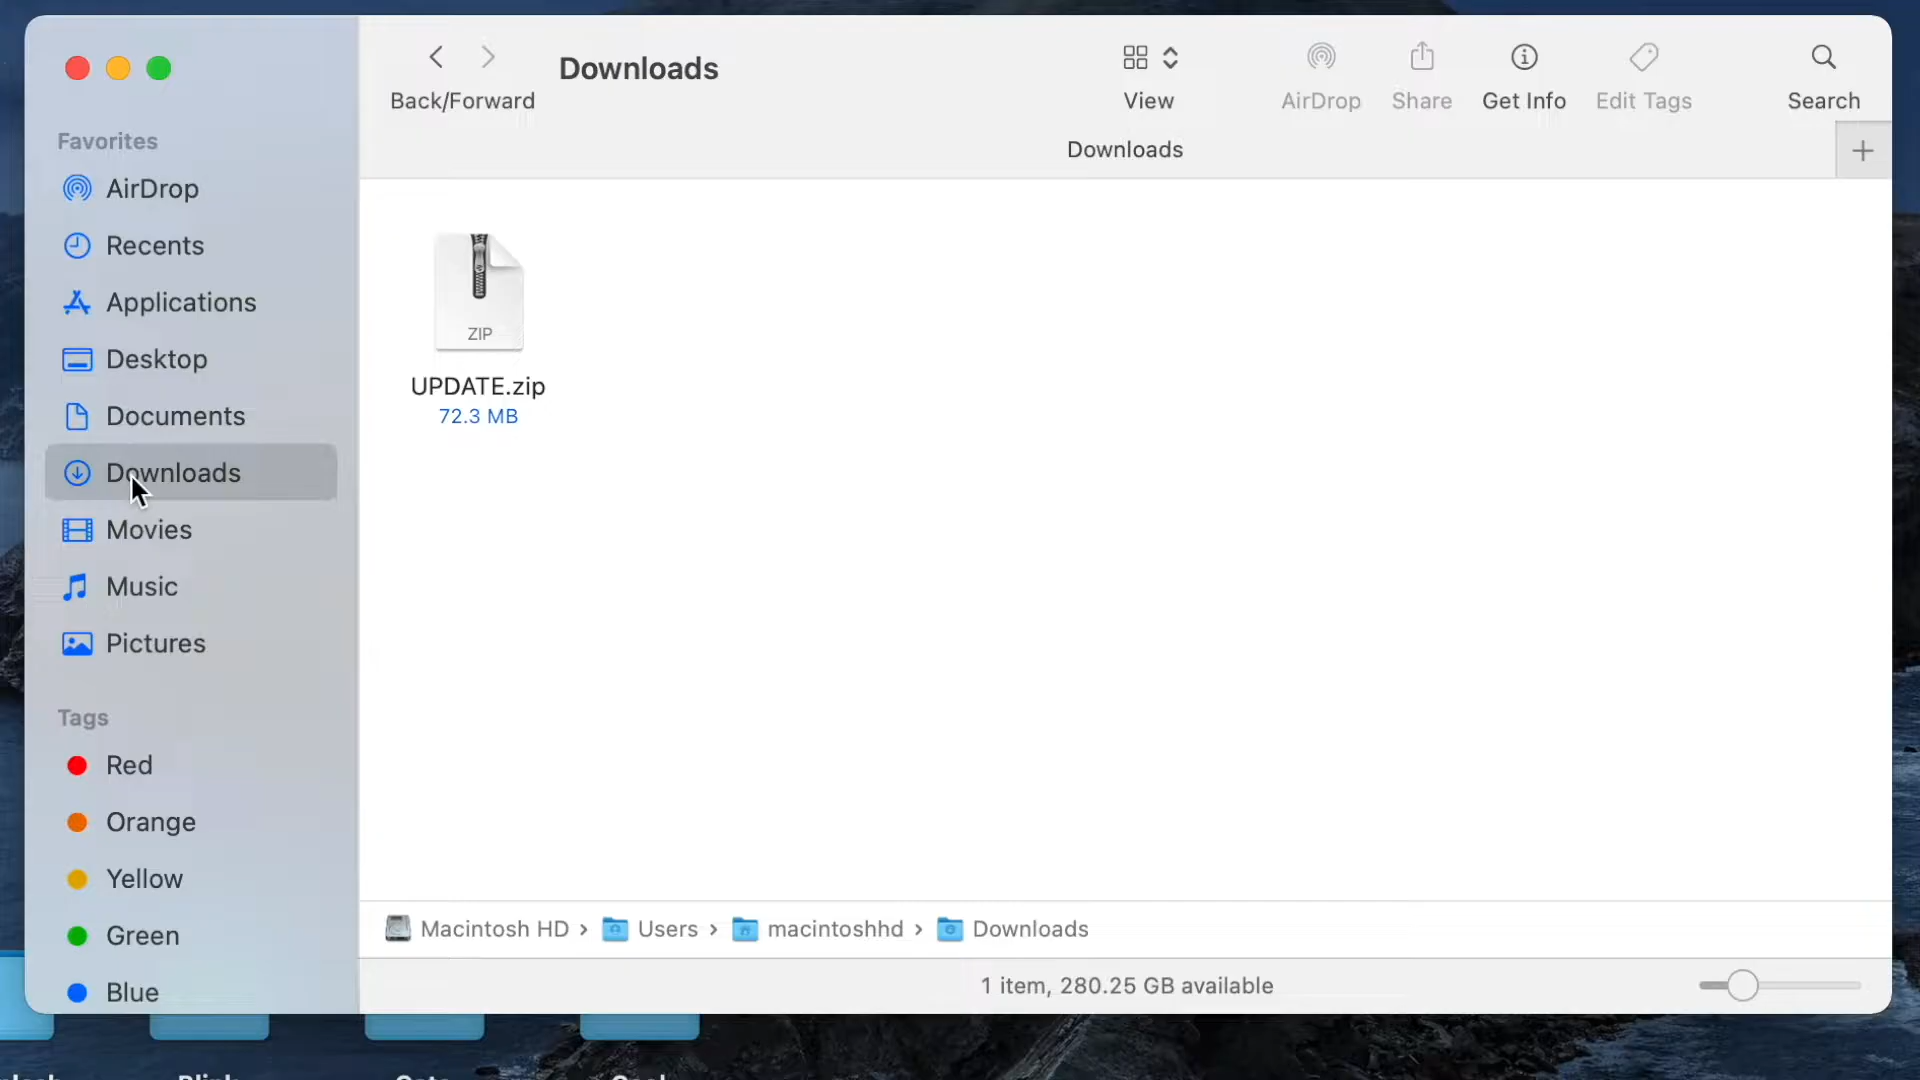 Downloads
Back/Forward
View
AirDrop
Share
Get Info
Edit Tags
Search
Downloads
Favorites
AirDrop
Recents
Applications
Desktop
Documents
Downloads
Movies
Music
Pictures
Tags
Red
Orange
Yellow
Green
Blue
ZIP
UPDATE.zip
72.3 MB
Macintosh HD › Users › macintoshhd › Downloads
1 item, 280.25 GB available